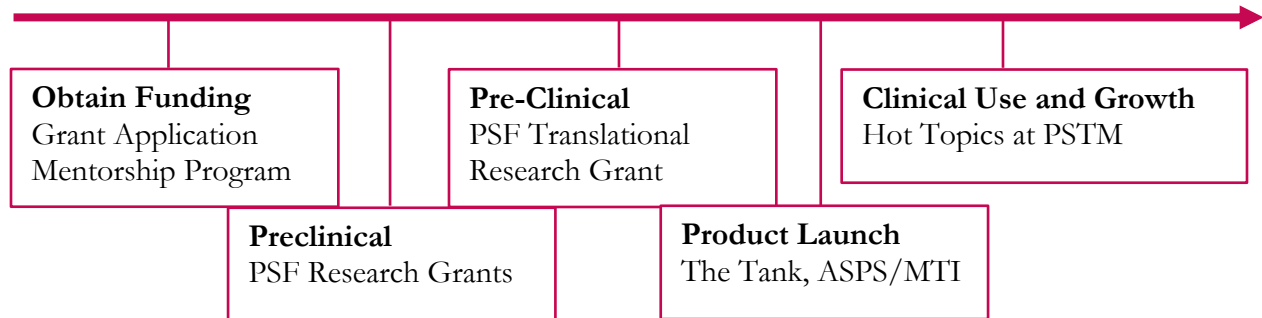 Obtain Funding
Grant Application
Mentorship Program
Preclinical
PSF Research Grants
Pre-Clinical
PSF Translational
Research Grant
Product Launch
The Tank, ASPS/MTI
Clinical Use and Growth
Hot Topics at PSTM